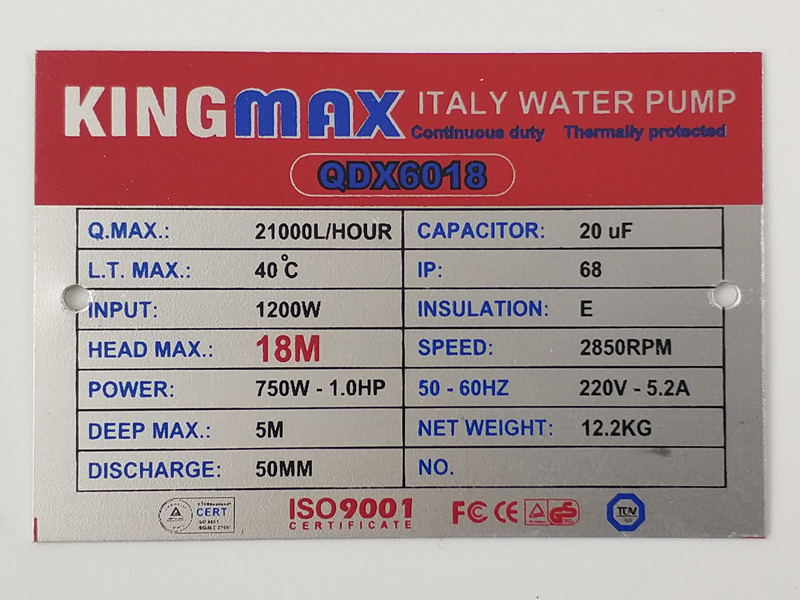 KINGMAX ITALY WATER PUMP
Continuous duty Thermally protected
QDX6018
Q.MAX.: 21000L/HOUR CAPACITOR: 20 uF
L.T. MAX.: 40°C IP: 68
INPUT: 1200W INSULATION: E
HEAD MAX.: 18M SPEED: 2850RPM
POWER: 750W - 1.0HP 50 - 60HZ 220V - 5.2A
DEEP MAX.: 5M NET WEIGHT: 12.2KG
DISCHARGE: 50MM NO.
CERT ISO9001 FC CE GS TÜV
CERTIFICATE